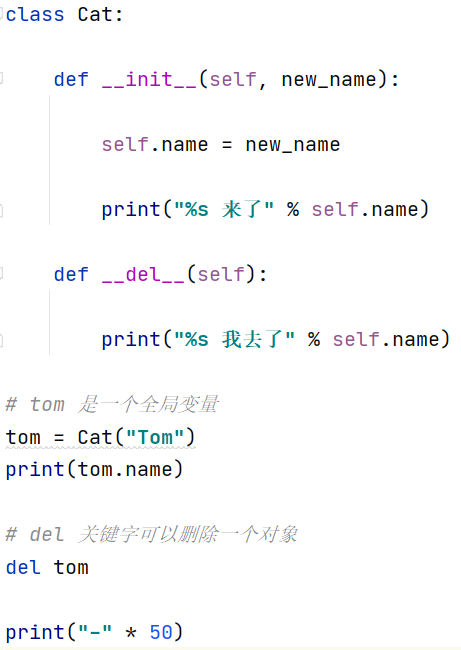 class Cat:
    def __init__(self, new_name):
        self.name = new_name
        print("%s 来了" % self.name)
    def __del__(self):
        print("%s 我去了" % self.name)
# tom 是一个全局变量
tom = Cat("Tom")
print(tom.name)
# del 关键字可以删除一个对象
del tom
print("-" * 50)